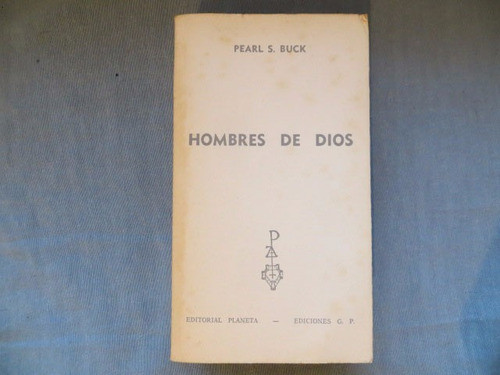 PEARL S. BUCK
HOMBRES DE DIOS
EDITORIAL PLANETA — EDICIONES G. P.